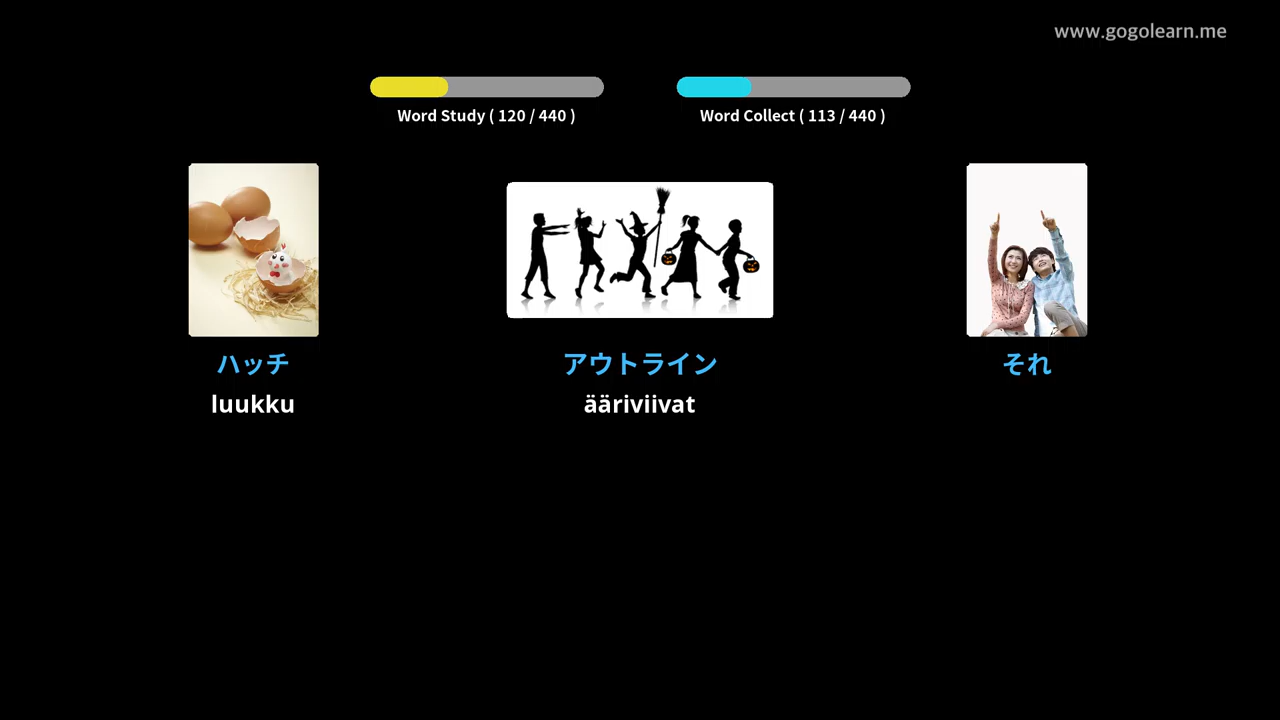 www.gogolearn.me
Word Study ( 120 / 440 )
Word Collect ( 113 / 440 )
ハッチ
luukku
アウトライン
ääriviivat
それ